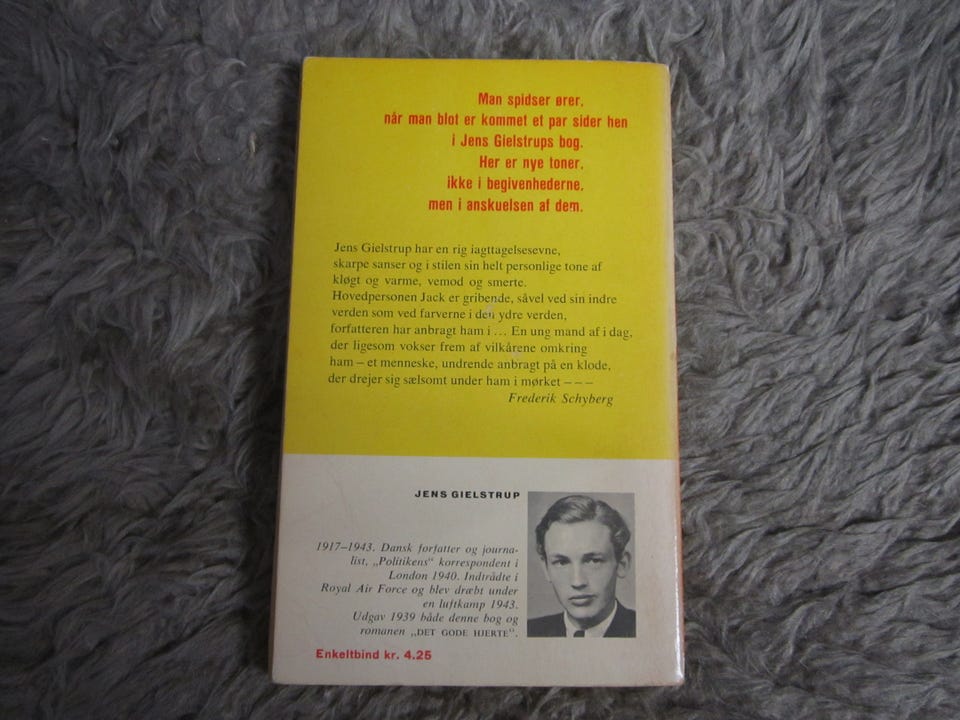 Man spidser ører,
når man blot er kommet et par sider hen
i Jens Gielstrups bog.
Her er nye toner,
ikke i begivenhederne,
men i anskuelsen af dem.
Jens Gielstrup har en rig iagttagelsesevne,
skarpe sanser og i stilen sin helt personlige tone af
kløgt og varme, vemod og smerte.
Hovedpersonen Jack er gribende, såvel ved sin indre
verden som ved farverne i den ydre verden,
forfatteren har anbragt ham i ... En ung mand af i dag,
der ligesom vokser frem af vilkårene omkring
ham – et menneske, undrende anbragt på en klode,
der drejer sig sælsomt under ham i mørket – – –
Frederik Schyberg
JENS GIELSTRUP
1917–1943. Dansk forfatter og journa-
list, „Politikens“ korrespondent i
London 1940. Indtrådte i
Royal Air Force og blev dræbt under
en luftkamp 1943.
Udgav 1939 både denne bog og
romanen „DET GODE HJERTE“.
Enkeltbind kr. 4.25